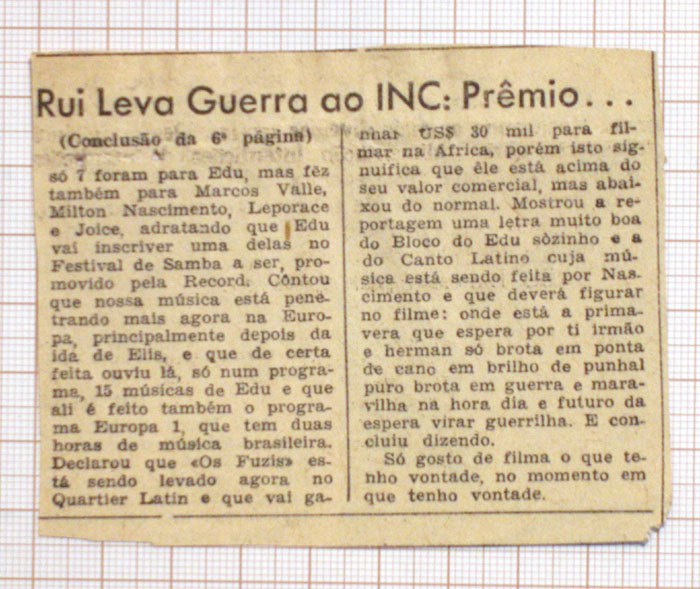 Rui Leva Guerra ao INC: Prêmio...
(Conclusão da 6ª página)
só 7 foram para Edu, mas fêz
também para Marcos Valle,
Milton Nascimento, Leporace
e Joice, adratando que Edu
vai inscriver uma delas no
Festival de Samba a ser, pro-
movido pela Record. Côntou
que nossa música está pene-
trando mais agora na Euro-
pa, principalmente depois da
ida de Elis, e que de certa
feita ouviu lá, só num progra-
ma, 15 músicas de Edu e que
ali é feito também o progra-
ma Europa 1, que tem duas
horas de música brasileira.
Declarou que «Os Fuzis» es-
tá sendo levado agora no
Quartier Latin e que vai ga-
nhar US$ 30 mil para fil-
mar na Africa, porém isto sig-
nuifica que êle está acima do
seu valor comercial, mas abai-
xou do normal. Mostrou a re-
portagem uma letra muito boa
do Bloco do Edu sòzinho e a
do Canto Latino cuja mú-
sica está sendo feita por Nas-
cimento e que deverá figurar
no filme: onde está a prima-
vera que espera por ti irmão
e herman só brota em ponta
de cano em brilho de punhal
puro brota em guerra e mara-
vilha na hora dia e futuro da
espera virar guerrilha. E con-
cluiu dizendo.
Só gosto de filma o que te-
nho vontade, no momento em
que tenho vontade.